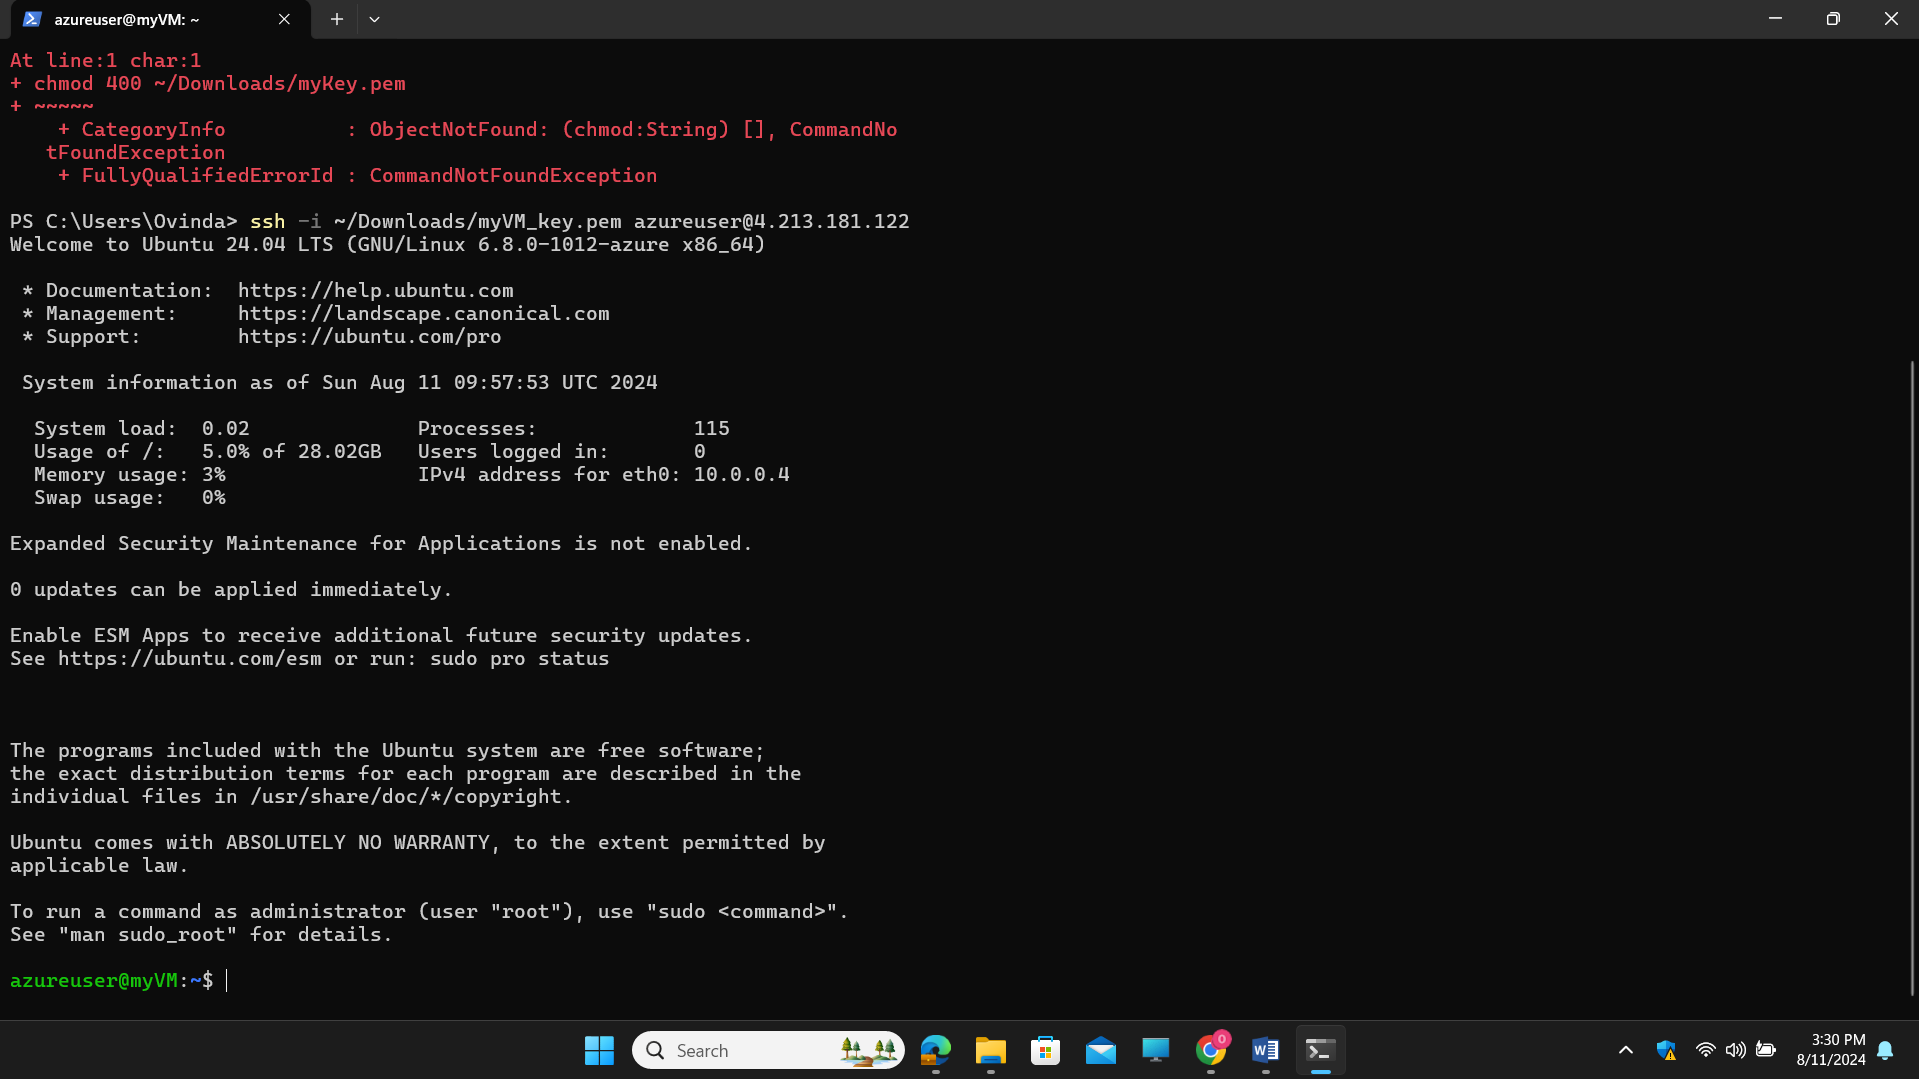 azureuser@myVM: ~
At line:1 char:1
+ chmod 400 ~/Downloads/myKey.pem
+ ~~~~~
    + CategoryInfo          : ObjectNotFound: (chmod:String) [], CommandNo
   tFoundException
    + FullyQualifiedErrorId : CommandNotFoundException
PS C:\Users\Ovinda> ssh -i ~/Downloads/myVM_key.pem azureuser@4.213.181.122
Welcome to Ubuntu 24.04 LTS (GNU/Linux 6.8.0-1012-azure x86_64)
 * Documentation:  https://help.ubuntu.com
 * Management:     https://landscape.canonical.com
 * Support:        https://ubuntu.com/pro
 System information as of Sun Aug 11 09:57:53 UTC 2024
  System load:  0.02              Processes:             115
  Usage of /:   5.0% of 28.02GB   Users logged in:       0
  Memory usage: 3%                IPv4 address for eth0: 10.0.0.4
  Swap usage:   0%
Expanded Security Maintenance for Applications is not enabled.
0 updates can be applied immediately.
Enable ESM Apps to receive additional future security updates.
See https://ubuntu.com/esm or run: sudo pro status
The programs included with the Ubuntu system are free software;
the exact distribution terms for each program are described in the
individual files in /usr/share/doc/*/copyright.
Ubuntu comes with ABSOLUTELY NO WARRANTY, to the extent permitted by
applicable law.
To run a command as administrator (user "root"), use "sudo <command>".
See "man sudo_root" for details.
azureuser@myVM:~$
Search
0
W
3:30 PM
8/11/2024